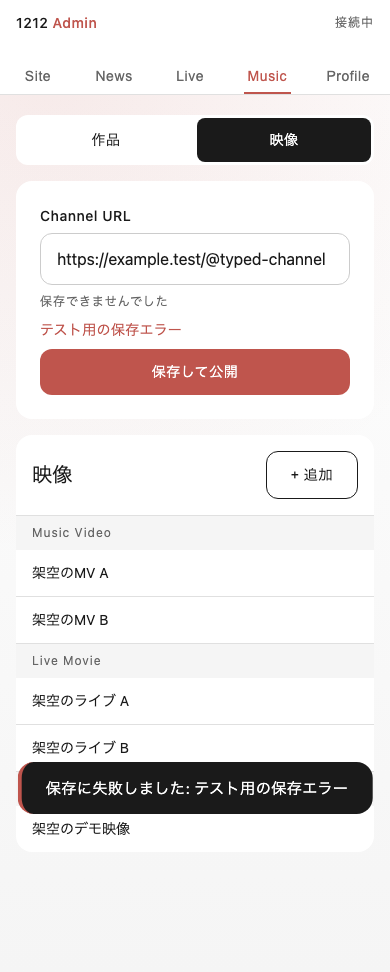 1212 Admin
接続中
Site News Live Music Profile
作品 映像
Channel URL
https://example.test/@typed-channel
保存できませんでした
テスト用の保存エラー
保存して公開
映像
+ 追加
Music Video
架空のMV A
架空のMV B
Live Movie
架空のライブ A
架空のライブ B
保存に失敗しました: テスト用の保存エラー
架空のデモ映像